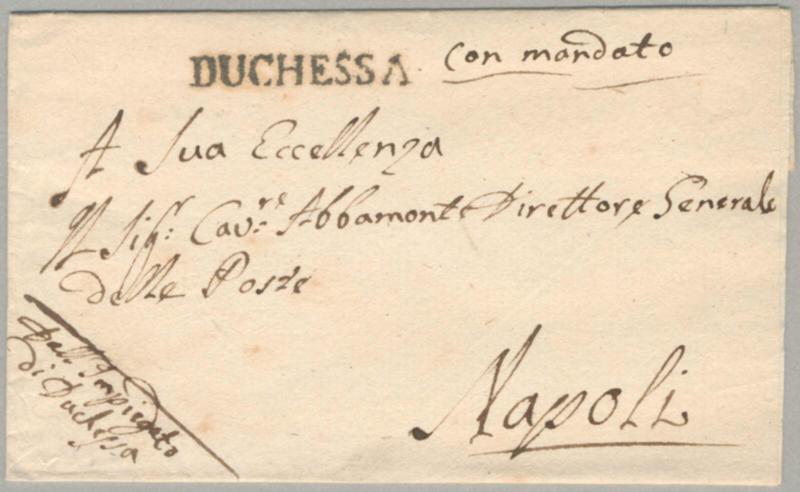 DUCHESSA con mandato
A Sua Eccellenza
Il Sig.r Cav.re Abbamonte Direttore Generale
delle Poste
Napoli
Dall'Impiegato
di Duchessa